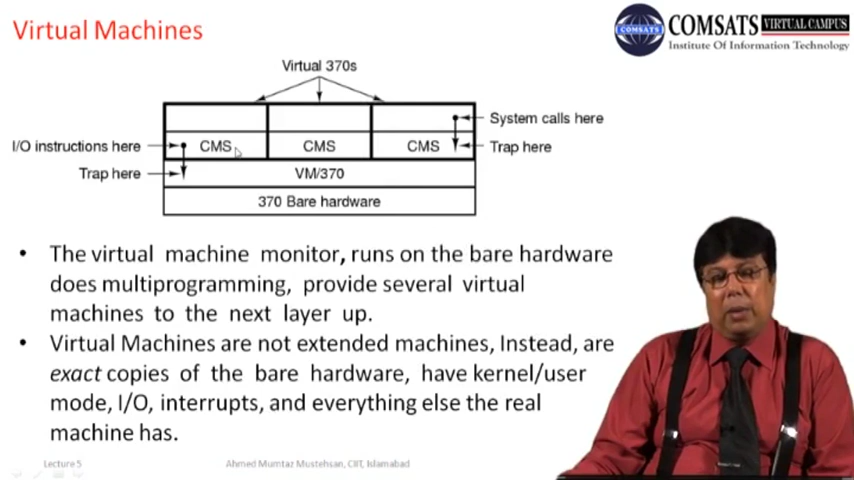 Virtual Machines
COMSATS VIRTUAL CAMPUS
COMSATS
Institute Of Information Technology
Virtual 370s
System calls here
I/O instructions here
CMS
CMS
CMS
Trap here
Trap here
VM/370
370 Bare hardware
• The virtual machine monitor, runs on the bare hardware
does multiprogramming, provide several virtual
machines to the next layer up.
• Virtual Machines are not extended machines, Instead, are
exact copies of the bare hardware, have kernel/user
mode, I/O, interrupts, and everything else the real
machine has.
Lecture 5
Ahmed Mumtaz Mustehsan, CIIT, Islamabad